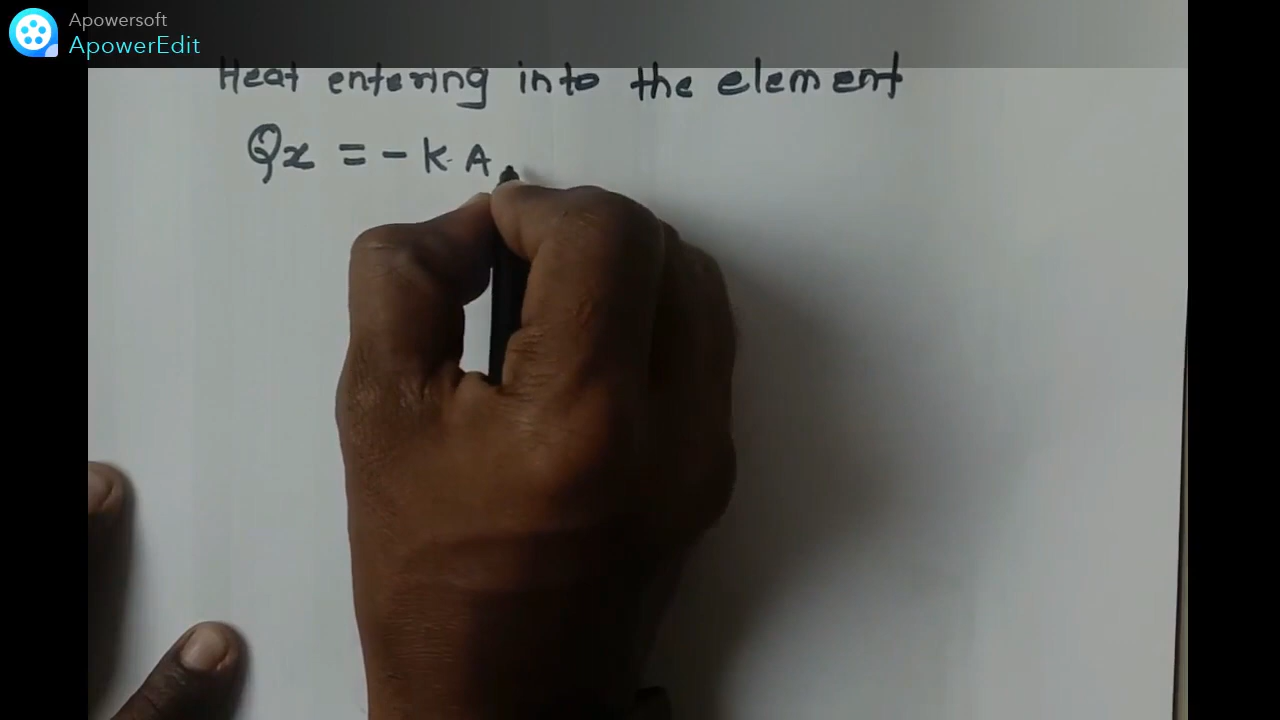 Apowersoft
ApowerEdit
Heat entering into the element
Qx = - K. A